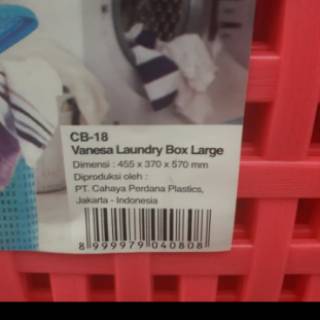 CB-18
Vanesa Laundry Box Large
Dimensi : 455 x 370 x 570 mm
Diproduksi oleh :
PT. Cahaya Perdana Plastics,
Jakarta - Indonesia
8 999979 040808